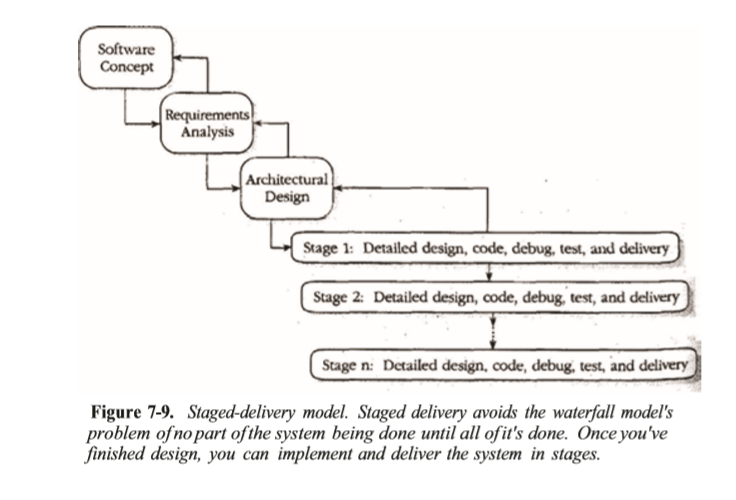 Software
Concept
Requirements
Analysis
Architectural
Design
Stage 1: Detailed design, code, debug, test, and delivery
Stage 2: Detailed design, code, debug, test, and delivery
Stage n: Detailed design, code, debug, test, and delivery
Figure 7-9. Staged-delivery model. Staged delivery avoids the waterfall model's
problem of no part of the system being done until all of it's done. Once you've
finished design, you can implement and deliver the system in stages.